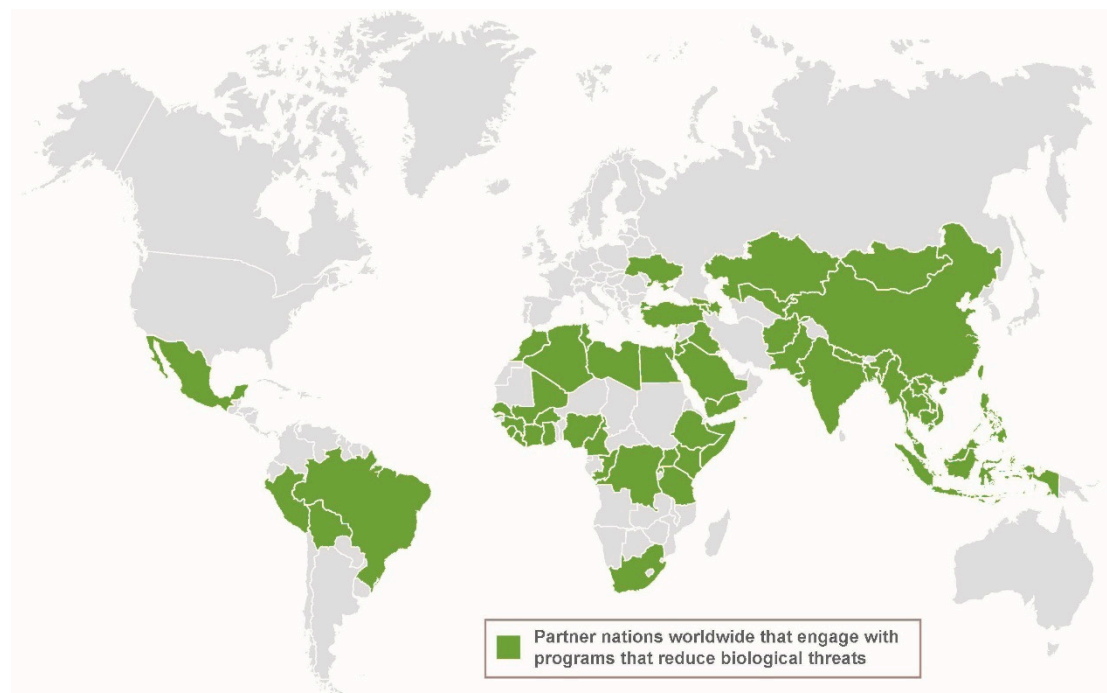 Partner nations worldwide that engage with
programs that reduce biological threats